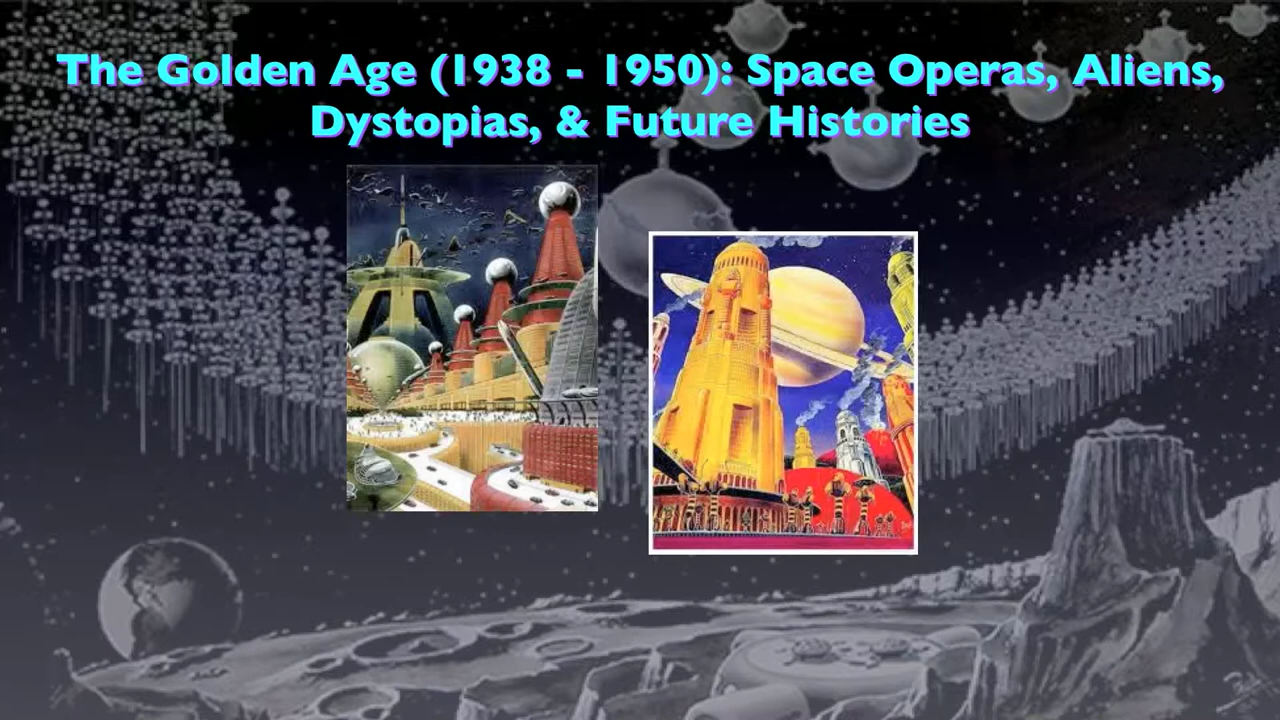 The Golden Age (1938 - 1950): Space Operas, Aliens,
Dystopias, & Future Histories